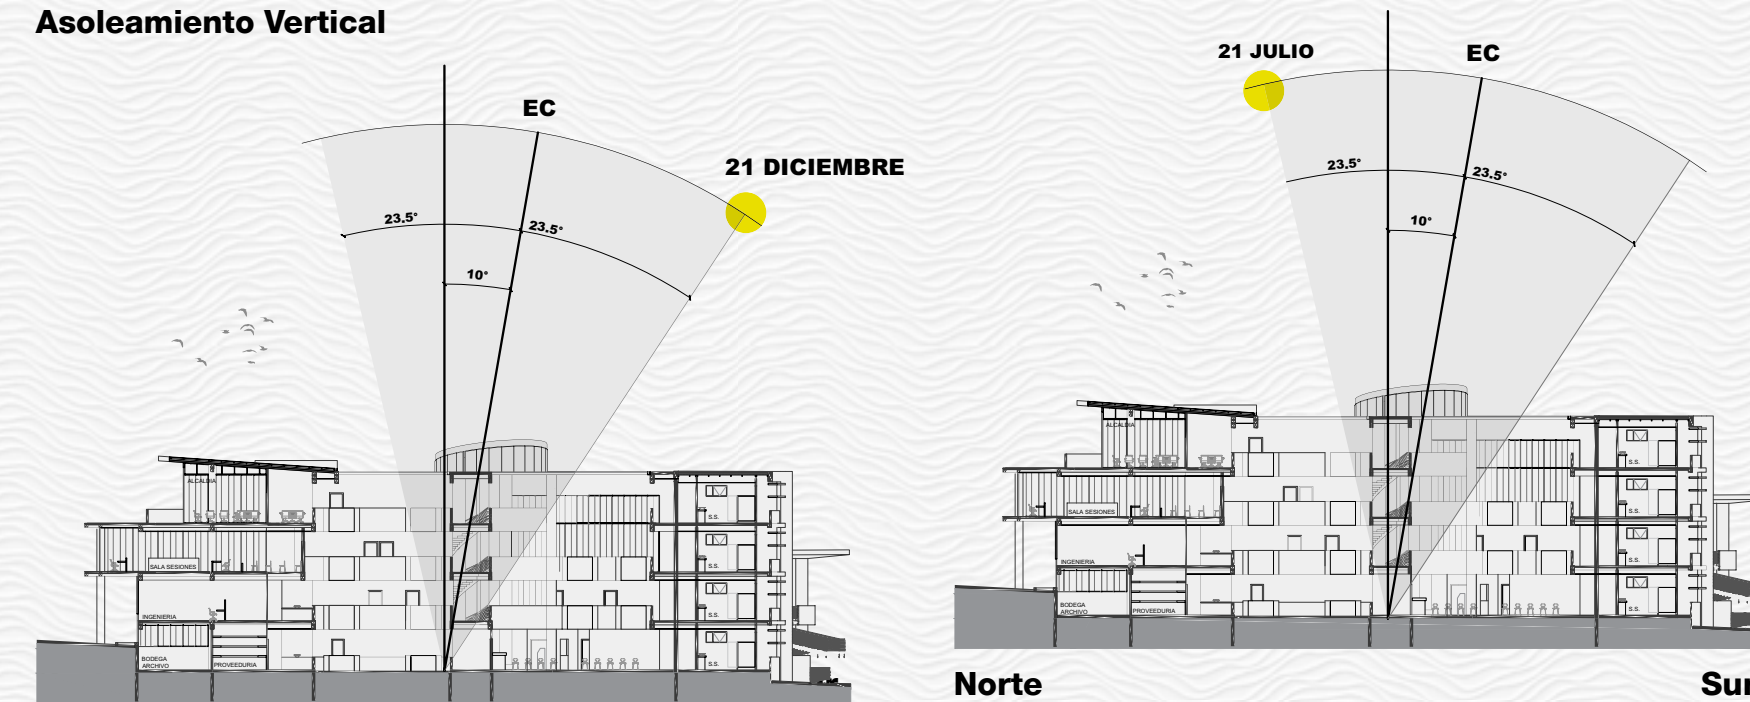 Asoleamiento Vertical
EC
21 DICIEMBRE
23.5°
23.5°
10°
ALCALDIA
SALA SESIONES
INGENIERIA
BODEGA
ARCHIVO
PROVEEDURIA
S.S.
S.S.
S.S.
S.S.
21 JULIO
EC
23.5°
23.5°
10°
ALCALDIA
SALA SESIONES
INGENIERIA
BODEGA
ARCHIVO
PROVEEDURIA
S.S.
S.S.
S.S.
S.S.
Norte
Sur